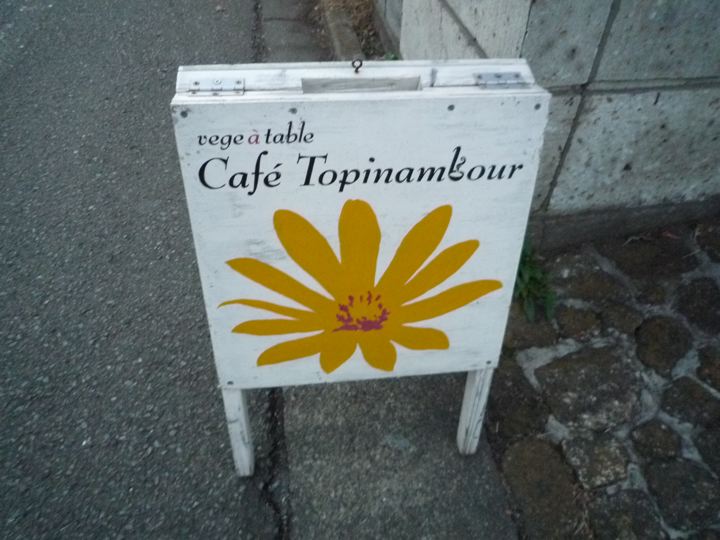 vege à table
Café Topinambour